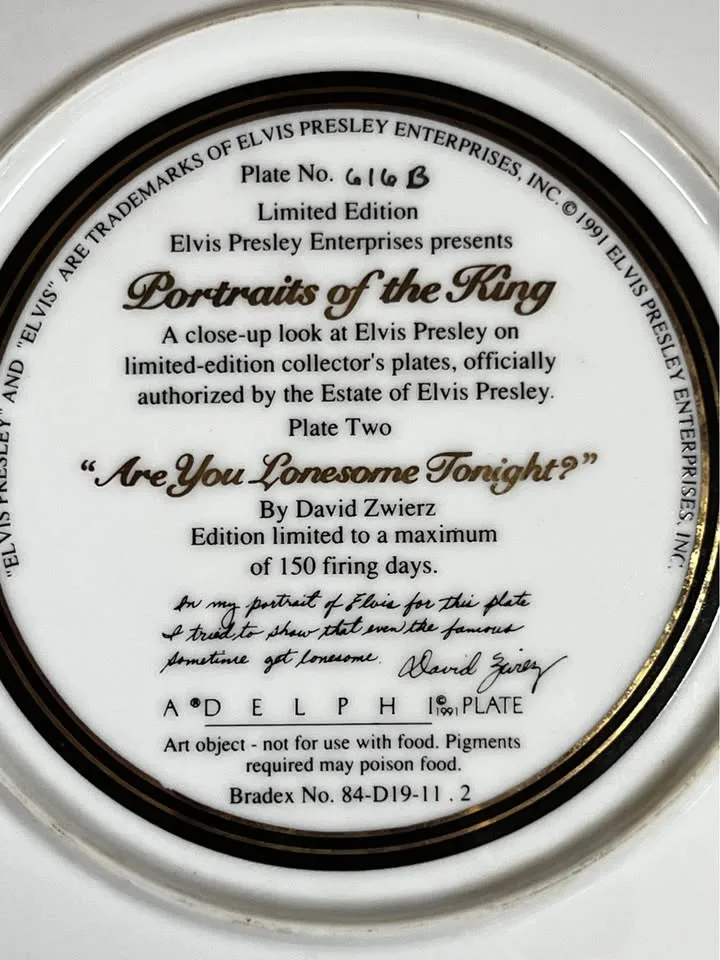 "ELVIS PRESLEY" AND "ELVIS" ARE TRADEMARKS OF ELVIS PRESLEY ENTERPRISES, INC. © 1991 ELVIS PRESLEY ENTERPRISES, INC.
Plate No. 616B
Limited Edition
Elvis Presley Enterprises presents
Portraits of the King
A close-up look at Elvis Presley on
limited-edition collector's plates, officially
authorized by the Estate of Elvis Presley.
Plate Two
"Are You Lonesome Tonight?"
By David Zwierz
Edition limited to a maximum
of 150 firing days.
In my portrait of Elvis for this plate
I tried to show that even the famous
sometime get lonesome. David Zwierz
A ®DELPHI ©1991 PLATE
Art object - not for use with food. Pigments
required may poison food.
Bradex No. 84-D19-11 . 2